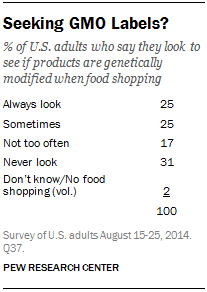 Seeking GMO Labels?
% of U.S. adults who say they look to
see if products are genetically
modified when food shopping
Always look 25
Sometimes 25
Not too often 17
Never look 31
Don't know/No food
shopping (vol.) 2
100
Survey of U.S. adults August 15-25, 2014.
Q37.
PEW RESEARCH CENTER